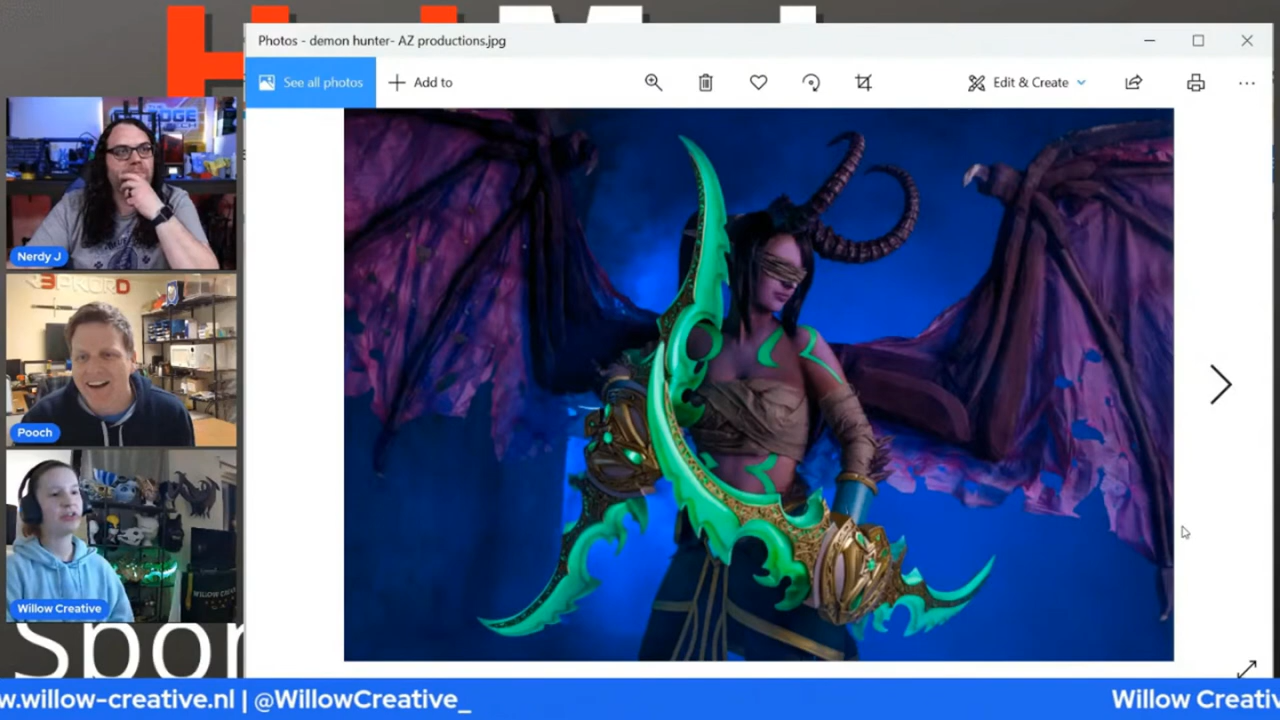 Photos - demon hunter- AZ productions.jpg
See all photos
Add to
Edit & Create
Nerdy J
Pooch
Willow Creative
Spor
w.willow-creative.nl | @WillowCreative_
Willow Creativ